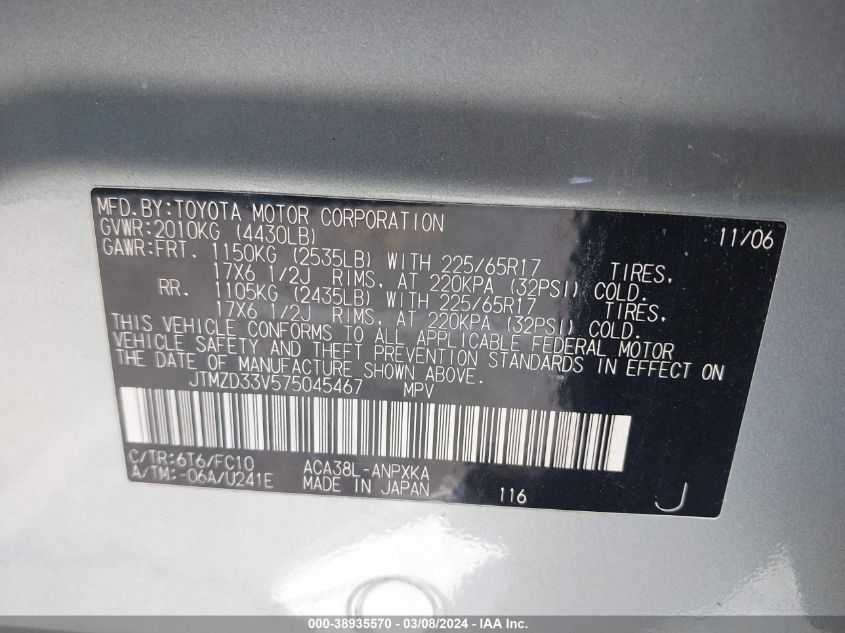 MFD.BY:TOYOTA MOTOR CORPORATION 11/06
GVWR:2010KG (4430LB)
GAWR:FRT. 1150KG (2535LB) WITH 225/65R17 TIRES,
17X6 1/2J RIMS, AT 220KPA (32PSI) COLD.
RR. 1105KG (2435LB) WITH 225/65R17 TIRES,
17X6 1/2J RIMS, AT 220KPA (32PSI) COLD.
THIS VEHICLE CONFORMS TO ALL APPLICABLE FEDERAL MOTOR
VEHICLE SAFETY AND THEFT PREVENTION STANDARDS IN EFFECT ON
THE DATE OF MANUFACTURE SHOWN ABOVE.
JTMZD33V575045467 MPV
C/TR:6T6/FC10 ACA38L-ANPXKA
A/TM:-06A/U241E MADE IN JAPAN 116 J
000-38935570 - 03/08/2024 - IAA Inc.